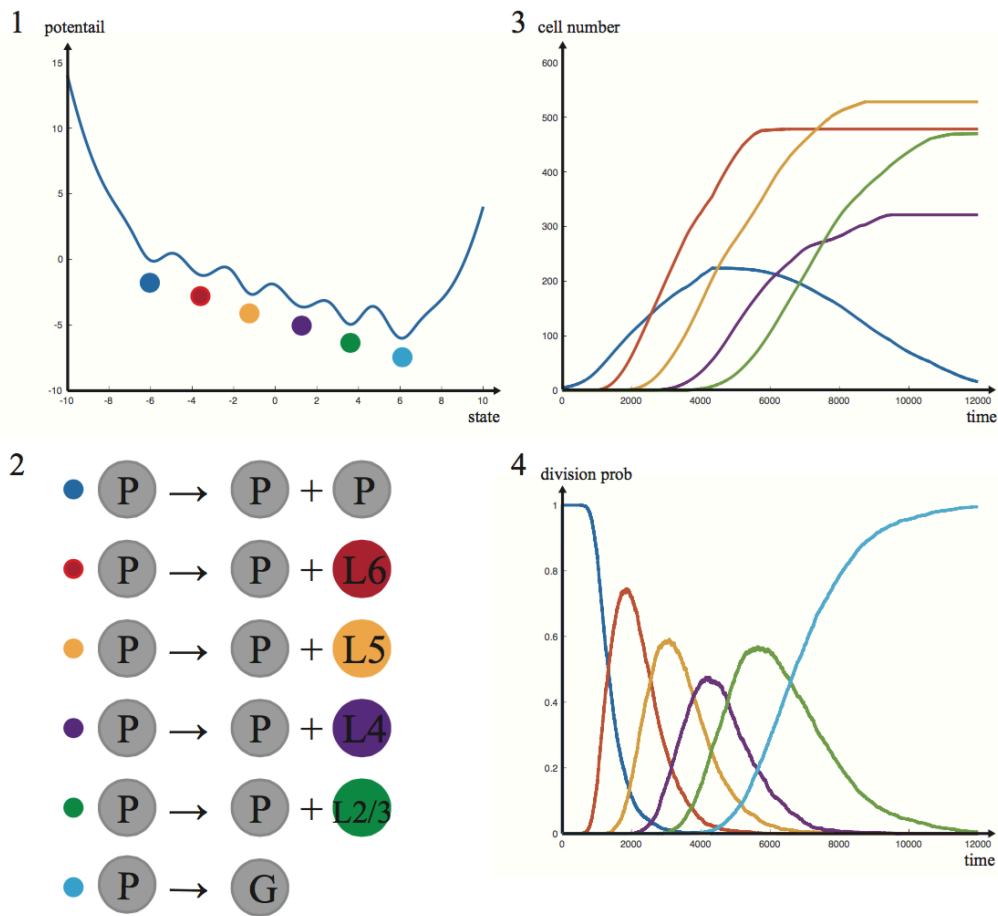 1 potentail
15
10
5
0
-5
-10
-10 -8 -6 -4 -2 0 2 4 6 8 10
state
3 cell number
600
500
400
300
200
100
0
0 2000 4000 6000 8000 10000 12000
time
2
P → P + P
P → P + L6
P → P + L5
P → P + L4
P → P + L2/3
P → G
4 division prob
1
0.8
0.6
0.4
0.2
0
0 2000 4000 6000 8000 10000 12000
time